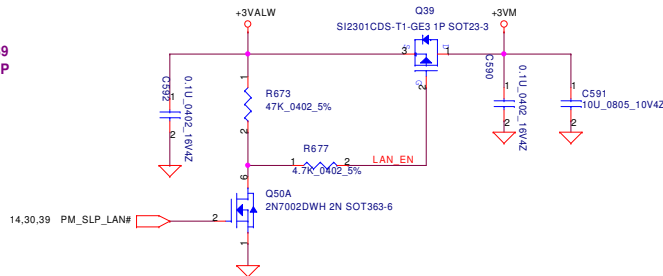 Q39
+3VALW
+3VM
SI2301CDS-T1-GE3 1P SOT23-3
9
P
3
S
D
1
G
2
C582
1
2
0.1U_0402_16V4Z
1
R673
47K_0402_5%
2
C590
1
2
0.1U_0402_16V4Z
1
C591
10U_0805_10V4Z
2
R677
1
2
LAN_EN
4.7K_0402_5%
6
Q50A
2N7002DWH 2N SOT363-6
14,30,39
PM_SLP_LAN#
2
1